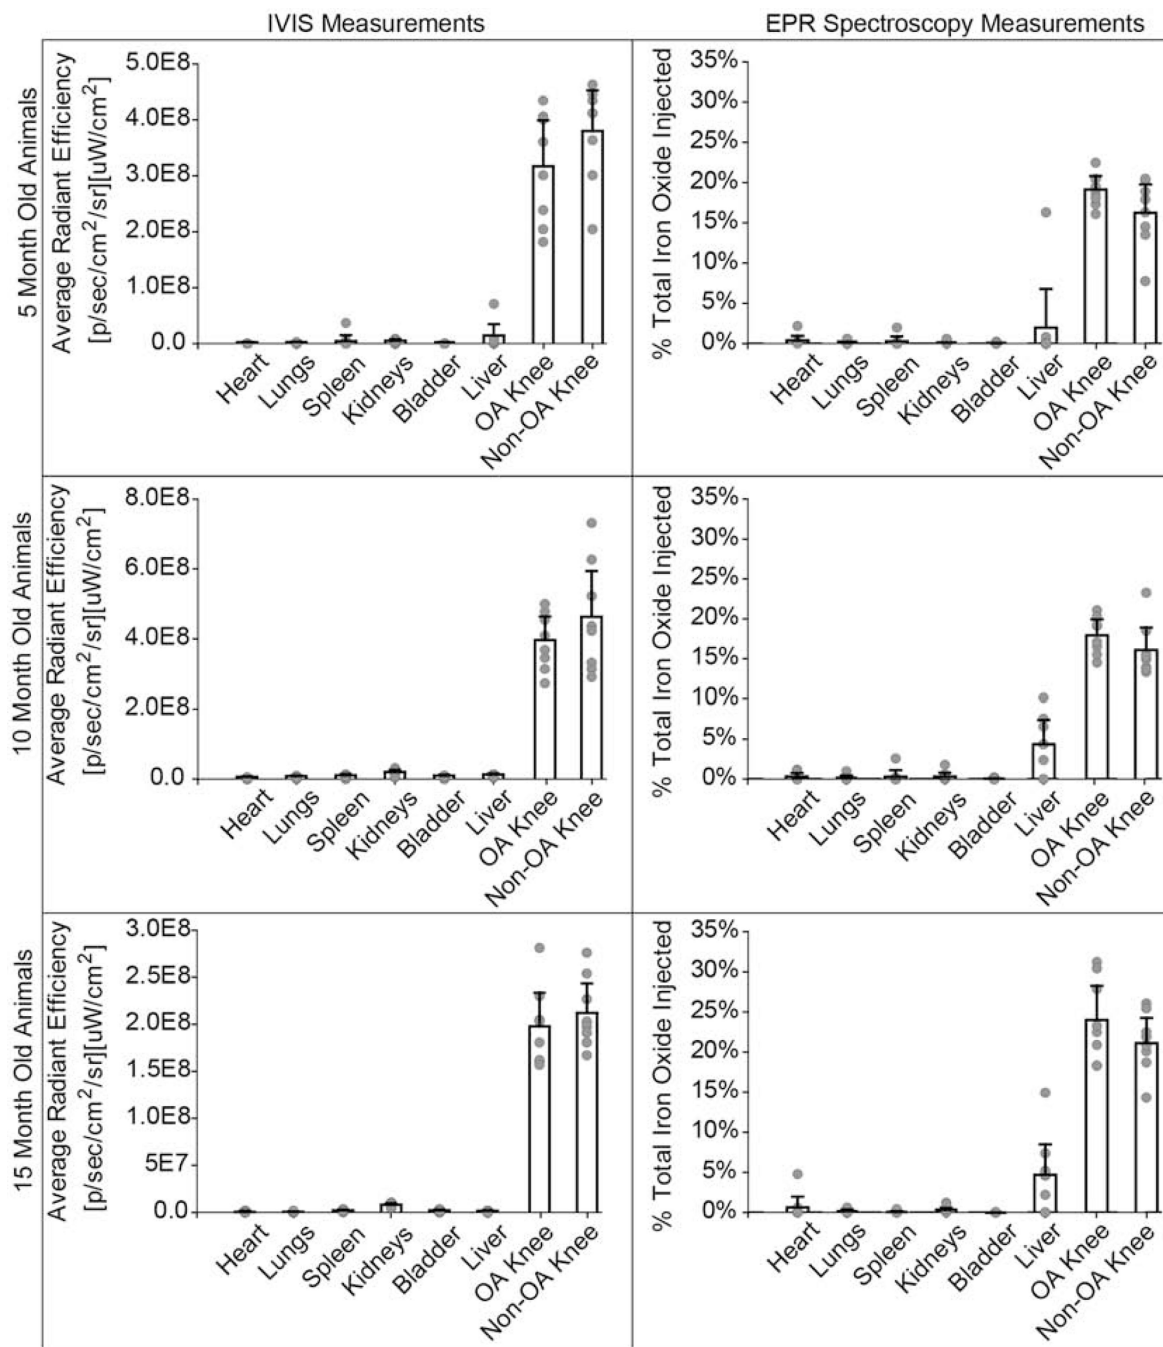 IVIS Measurements
EPR Spectroscopy Measurements
5 Month Old Animals
Average Radiant Efficiency
[p/sec/cm²/sr][uW/cm²]
5.0E8
4.0E8
3.0E8
2.0E8
1.0E8
0.0
Heart
Lungs
Spleen
Kidneys
Bladder
Liver
OA Knee
Non-OA Knee
% Total Iron Oxide Injected
35%
30%
25%
20%
15%
10%
5%
0%
Heart
Lungs
Spleen
Kidneys
Bladder
Liver
OA Knee
Non-OA Knee
10 Month Old Animals
Average Radiant Efficiency
[p/sec/cm²/sr][uW/cm²]
8.0E8
6.0E8
4.0E8
2.0E8
0.0
Heart
Lungs
Spleen
Kidneys
Bladder
Liver
OA Knee
Non-OA Knee
% Total Iron Oxide Injected
35%
30%
25%
20%
15%
10%
5%
0%
Heart
Lungs
Spleen
Kidneys
Bladder
Liver
OA Knee
Non-OA Knee
15 Month Old Animals
Average Radiant Efficiency
[p/sec/cm²/sr][uW/cm²]
3.0E8
2.5E8
2.0E8
1.5E8
1.0E8
5E7
0.0
Heart
Lungs
Spleen
Kidneys
Bladder
Liver
OA Knee
Non-OA Knee
% Total Iron Oxide Injected
35%
30%
25%
20%
15%
10%
5%
0%
Heart
Lungs
Spleen
Kidneys
Bladder
Liver
OA Knee
Non-OA Knee